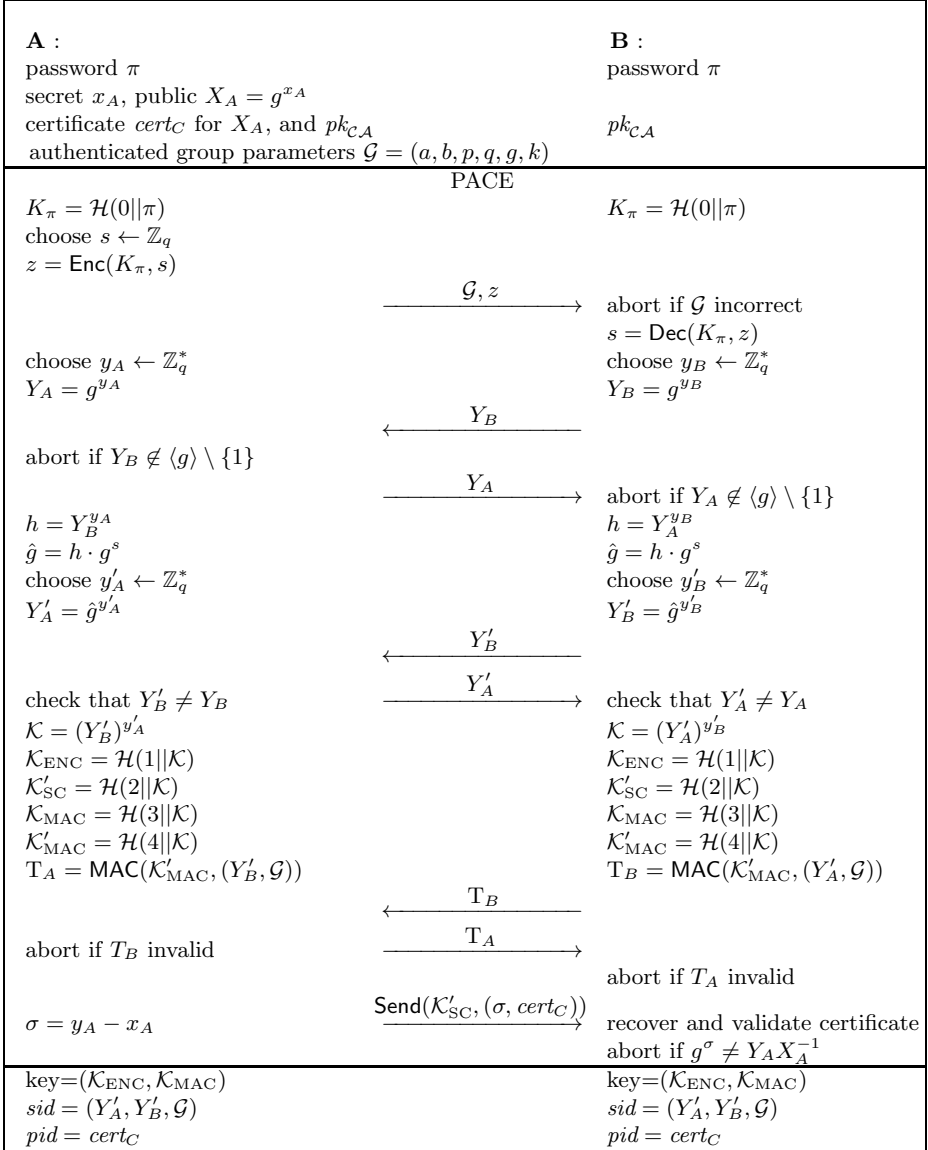 A :	B :
password π	password π
secret x_A, public X_A = g^{x_A}
certificate cert_C for X_A, and pk_{CA}	pk_{CA}
authenticated group parameters 𝒢 = (a, b, p, q, g, k)
PACE
K_π = ℋ(0||π)	K_π = ℋ(0||π)
choose s ← ℤ_q
z = Enc(K_π, s)
𝒢, z
abort if 𝒢 incorrect
s = Dec(K_π, z)
choose y_A ← ℤ_q^*	choose y_B ← ℤ_q^*
Y_A = g^{y_A}	Y_B = g^{y_B}
Y_B
abort if Y_B ∉ ⟨g⟩ \ {1}
Y_A
abort if Y_A ∉ ⟨g⟩ \ {1}
h = Y_B^{y_A}	h = Y_A^{y_B}
ĝ = h · g^s	ĝ = h · g^s
choose y'_A ← ℤ_q^*	choose y'_B ← ℤ_q^*
Y'_A = ĝ^{y'_A}	Y'_B = ĝ^{y'_B}
Y'_B
Y'_A
check that Y'_B ≠ Y_B	check that Y'_A ≠ Y_A
𝒦 = (Y'_B)^{y'_A}	𝒦 = (Y'_A)^{y'_B}
𝒦_ENC = ℋ(1||𝒦)	𝒦_ENC = ℋ(1||𝒦)
𝒦'_SC = ℋ(2||𝒦)	𝒦'_SC = ℋ(2||𝒦)
𝒦_MAC = ℋ(3||𝒦)	𝒦_MAC = ℋ(3||𝒦)
𝒦'_MAC = ℋ(4||𝒦)	𝒦'_MAC = ℋ(4||𝒦)
T_A = MAC(𝒦'_MAC, (Y'_B, 𝒢))	T_B = MAC(𝒦'_MAC, (Y'_A, 𝒢))
T_B
T_A
abort if T_B invalid
abort if T_A invalid
Send(𝒦'_SC, (σ, cert_C))
σ = y_A − x_A	recover and validate certificate
abort if g^σ ≠ Y_A X_A^{−1}
key=(𝒦_ENC, 𝒦_MAC)	key=(𝒦_ENC, 𝒦_MAC)
sid = (Y'_A, Y'_B, 𝒢)	sid = (Y'_A, Y'_B, 𝒢)
pid = cert_C	pid = cert_C